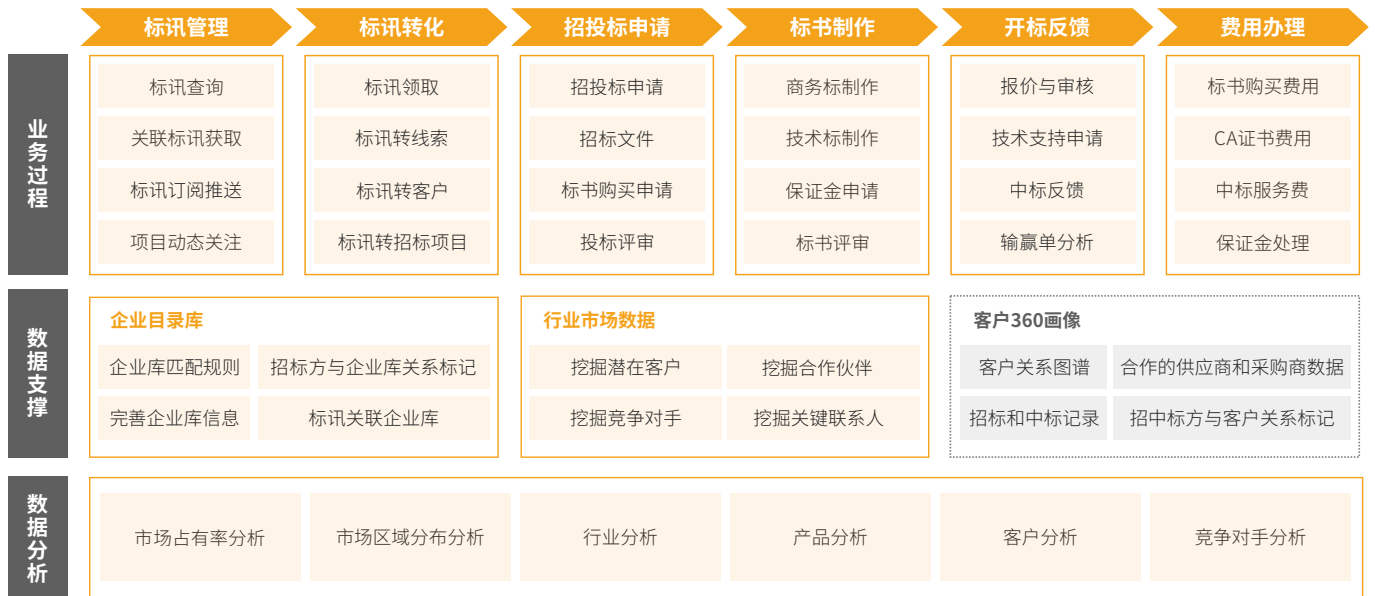 标讯管理
标讯转化
招投标申请
标书制作
开标反馈
费用办理
业务过程
标讯查询
关联标讯获取
标讯订阅推送
项目动态关注
标讯领取
标讯转线索
标讯转客户
标讯转招标项目
招投标申请
招标文件
标书购买申请
投标评审
商务标制作
技术标制作
保证金申请
标书评审
报价与审核
技术支持申请
中标反馈
输赢单分析
标书购买费用
CA证书费用
中标服务费
保证金处理
数据支撑
企业目录库
企业库匹配规则
招标方与企业库关系标记
完善企业库信息
标讯关联企业库
行业市场数据
挖掘潜在客户
挖掘合作伙伴
挖掘竞争对手
挖掘关键联系人
客户360画像
客户关系图谱
合作的供应商和采购商数据
招标和中标记录
招中标方与客户关系标记
数据分析
市场占有率分析
市场区域分布分析
行业分析
产品分析
客户分析
竞争对手分析